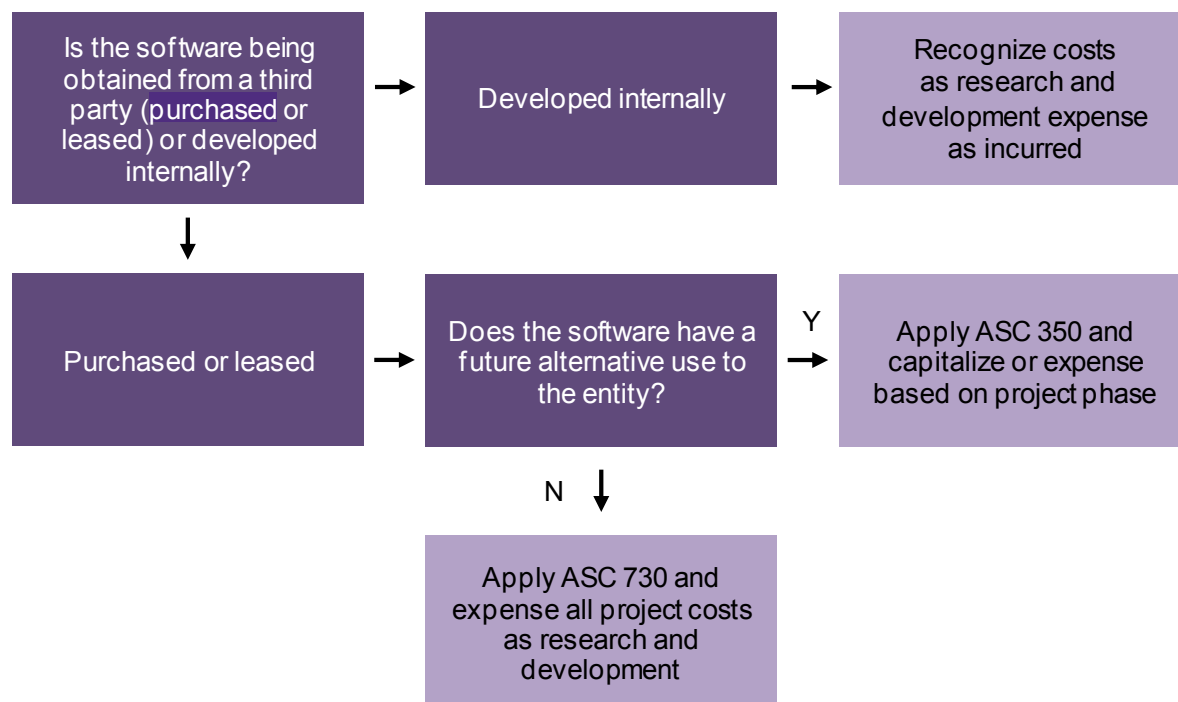 Is the software being
obtained from a third
party (purchased or
leased) or developed
internally?
Developed internally
Recognize costs
as research and
development expense
as incurred
Purchased or leased
Does the software have a
future alternative use to
the entity?
Y
Apply ASC 350 and
capitalize or expense
based on project phase
N
Apply ASC 730 and
expense all project costs
as research and
development